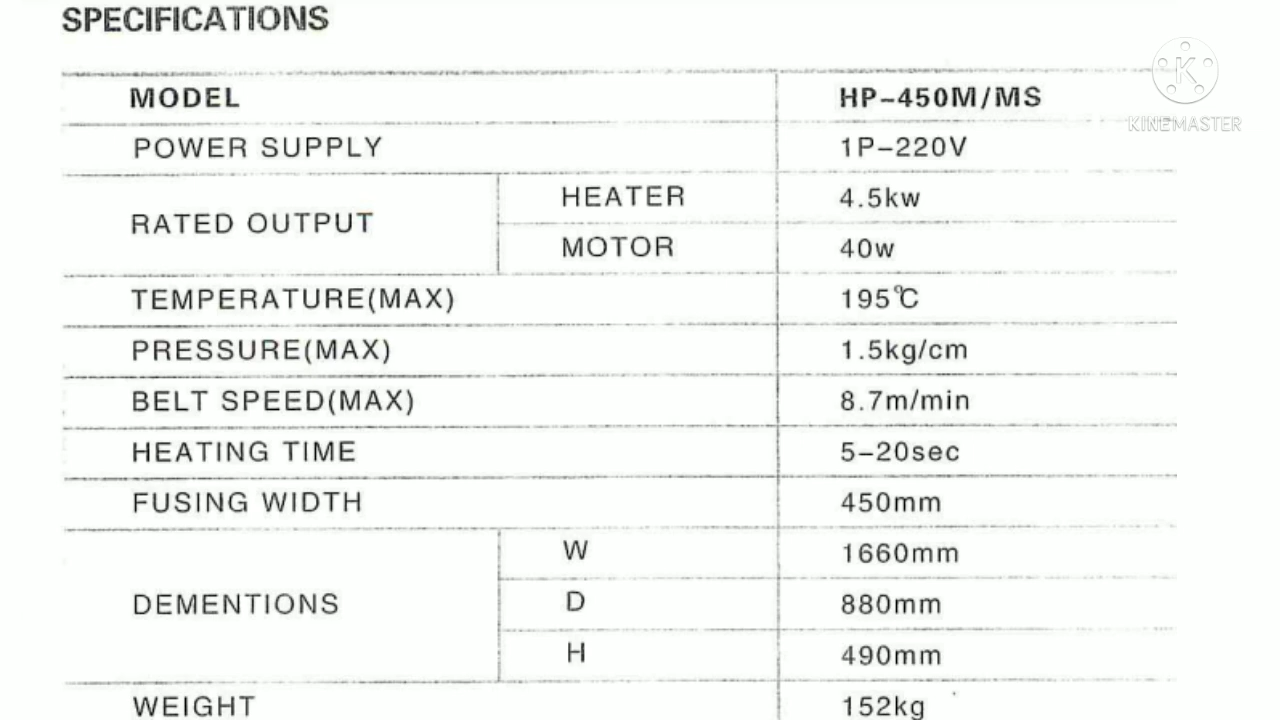 SPECIFICATIONS
MODEL HP-450M/MS
KINEMASTER
POWER SUPPLY 1P-220V
RATED OUTPUT HEATER 4.5kw
MOTOR 40w
TEMPERATURE(MAX) 195℃
PRESSURE(MAX) 1.5kg/cm
BELT SPEED(MAX) 8.7m/min
HEATING TIME 5-20sec
FUSING WIDTH 450mm
DEMENTIONS W 1660mm
D 880mm
H 490mm
WEIGHT 152kg